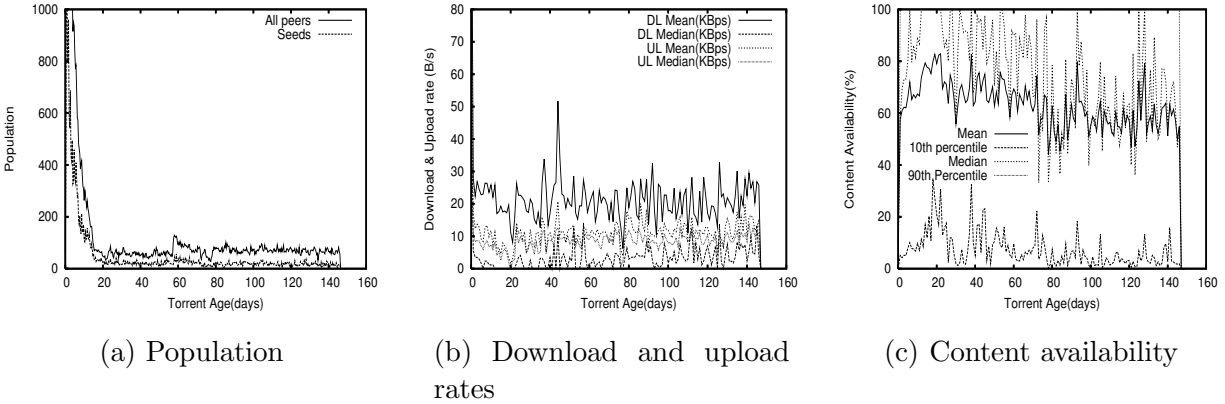 1000
800
600
400
200
0
0 20 40 60 80 100 120 140 160
Population
Torrent Age(days)
All peers
Seeds
(a) Population
80
70
60
50
40
30
20
10
0
0 20 40 60 80 100 120 140 160
Download & Upload rate (B/s)
Torrent Age(days)
DL Mean(KBps)
DL Median(KBps)
UL Mean(KBps)
UL Median(KBps)
(b) Download and upload
rates
100
80
60
40
20
0
0 20 40 60 80 100 120 140 160
Content Availability(%)
Torrent Age(days)
Mean
10th percentile
Median
90th Percentile
(c) Content availability